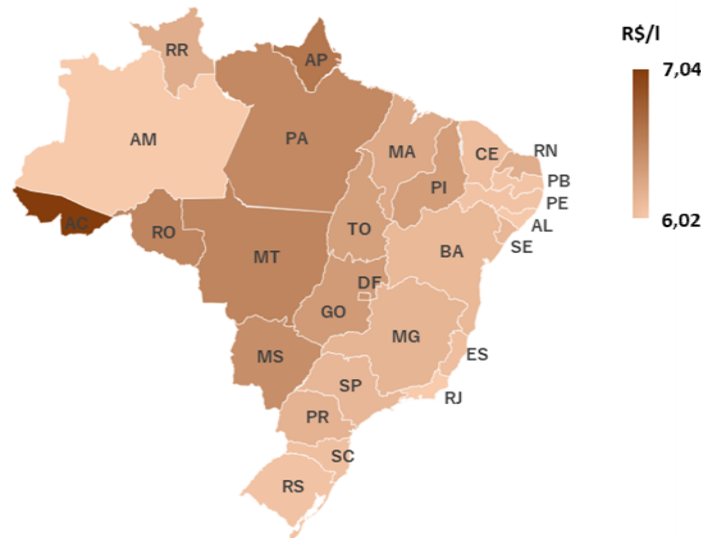 R$/l
7,04
6,02
RR
AP
AM
PA
MA
CE
RN
PB
PE
AL
SE
PI
AC
RO
TO
MT
BA
DF
GO
MG
MS
ES
SP
RJ
PR
SC
RS